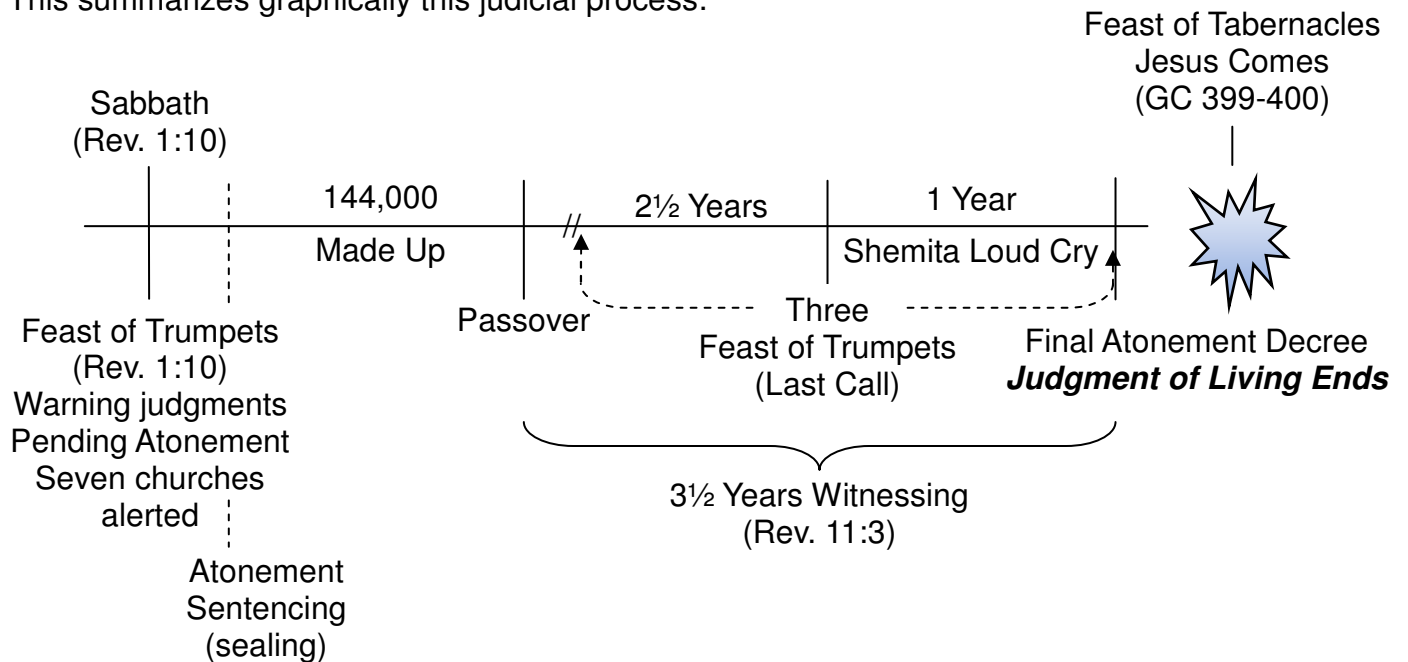 This summarizes graphically this judicial process.
Feast of Tabernacles
Jesus Comes
(GC 399-400)
Sabbath
(Rev. 1:10)
144,000
Made Up
2½ Years
1 Year
Shemita Loud Cry
Passover
Three
Feast of Trumpets
(Last Call)
Final Atonement Decree
Judgment of Living Ends
Feast of Trumpets
(Rev. 1:10)
Warning judgments
Pending Atonement
Seven churches
alerted
3½ Years Witnessing
(Rev. 11:3)
Atonement
Sentencing
(sealing)